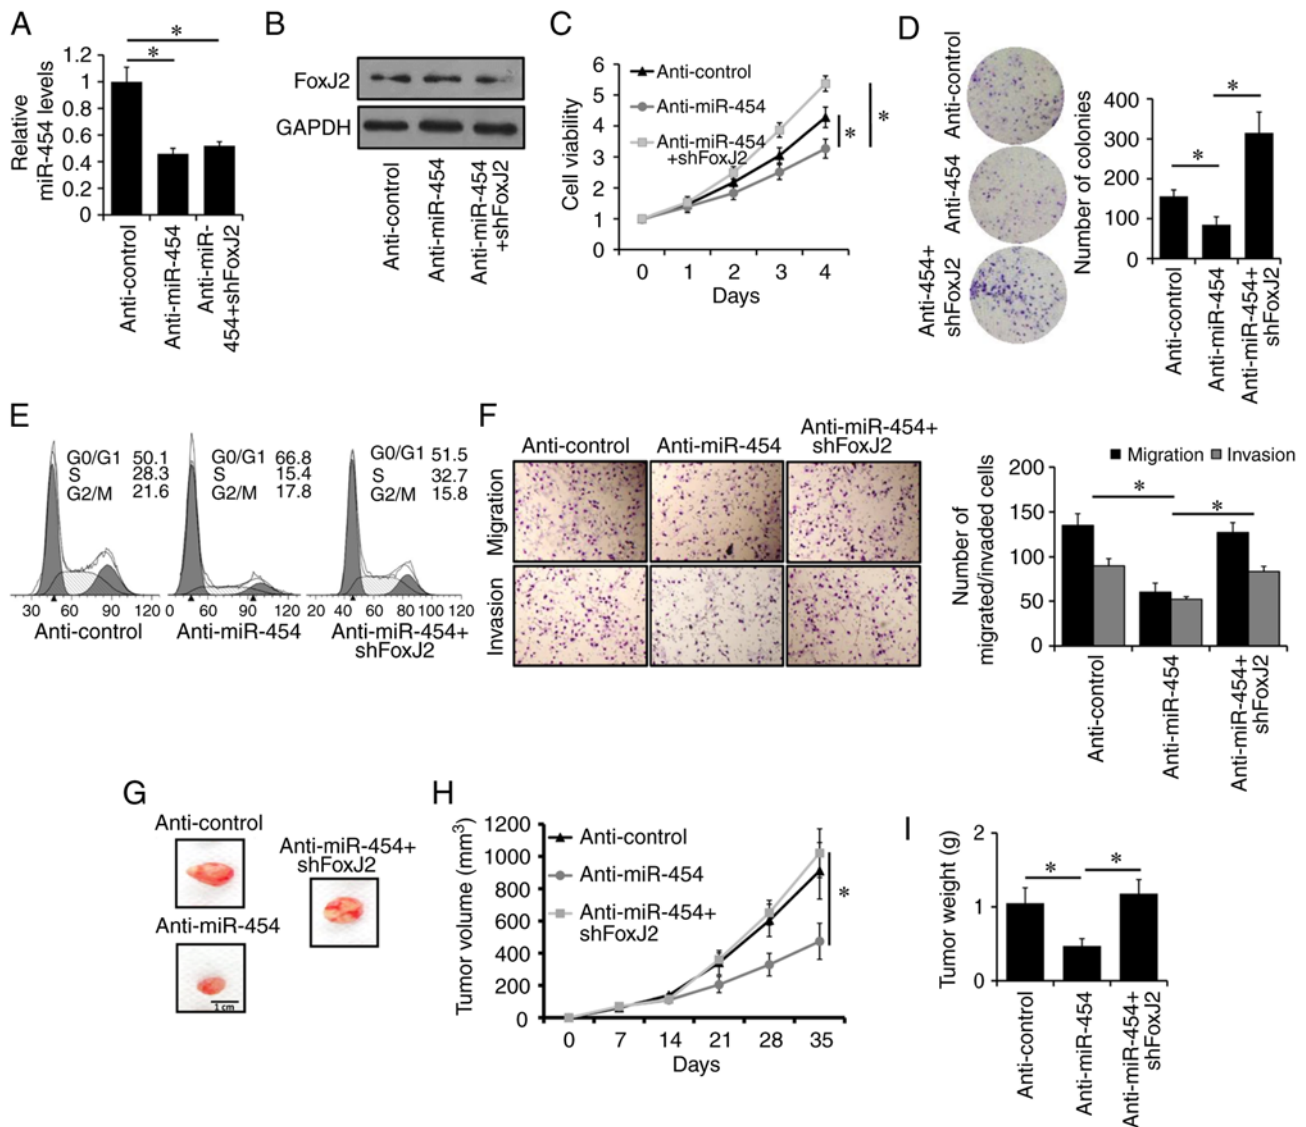 A
Relative
miR-454 levels
1.2
1
0.8
0.6
0.4
0.2
0
*
*
Anti-control
Anti-miR-454
Anti-miR-
454+shFoxJ2
B
FoxJ2
GAPDH
Anti-control
Anti-miR-454
Anti-miR-454
+shFoxJ2
C
Cell viability
6
5
4
3
2
1
0
Anti-control
Anti-miR-454
Anti-miR-454
+shFoxJ2
*
*
0 1 2 3 4
Days
D
Anti-control
Anti-454
Anti-454+
shFoxJ2
Number of colonies
400
300
200
100
0
*
*
Anti-control
Anti-miR-454
Anti-miR-454+
shFoxJ2
E
G0/G1 50.1
S 28.3
G2/M 21.6
30 60 90 120
Anti-control
G0/G1 66.8
S 15.4
G2/M 17.8
0 30 60 90 120
Anti-miR-454
G0/G1 51.5
S 32.7
G2/M 15.8
20 40 60 80 100 120
Anti-miR-454+
shFoxJ2
F
Anti-control
Anti-miR-454
Anti-miR-454+
shFoxJ2
Migration
Invasion
Migration Invasion
Number of
migrated/invaded cells
200
150
100
50
0
*
*
Anti-control
Anti-miR-454
Anti-miR-454+
shFoxJ2
G
Anti-control
Anti-miR-454+
shFoxJ2
Anti-miR-454
1 cm
H
Tumor volume (mm³)
1200
1000
800
600
400
200
0
Anti-control
Anti-miR-454
Anti-miR-454+
shFoxJ2
*
0 7 14 21 28 35
Days
I
Tumor weight (g)
2
1
0
*
*
Anti-control
Anti-miR-454
Anti-miR-454+
shFoxJ2